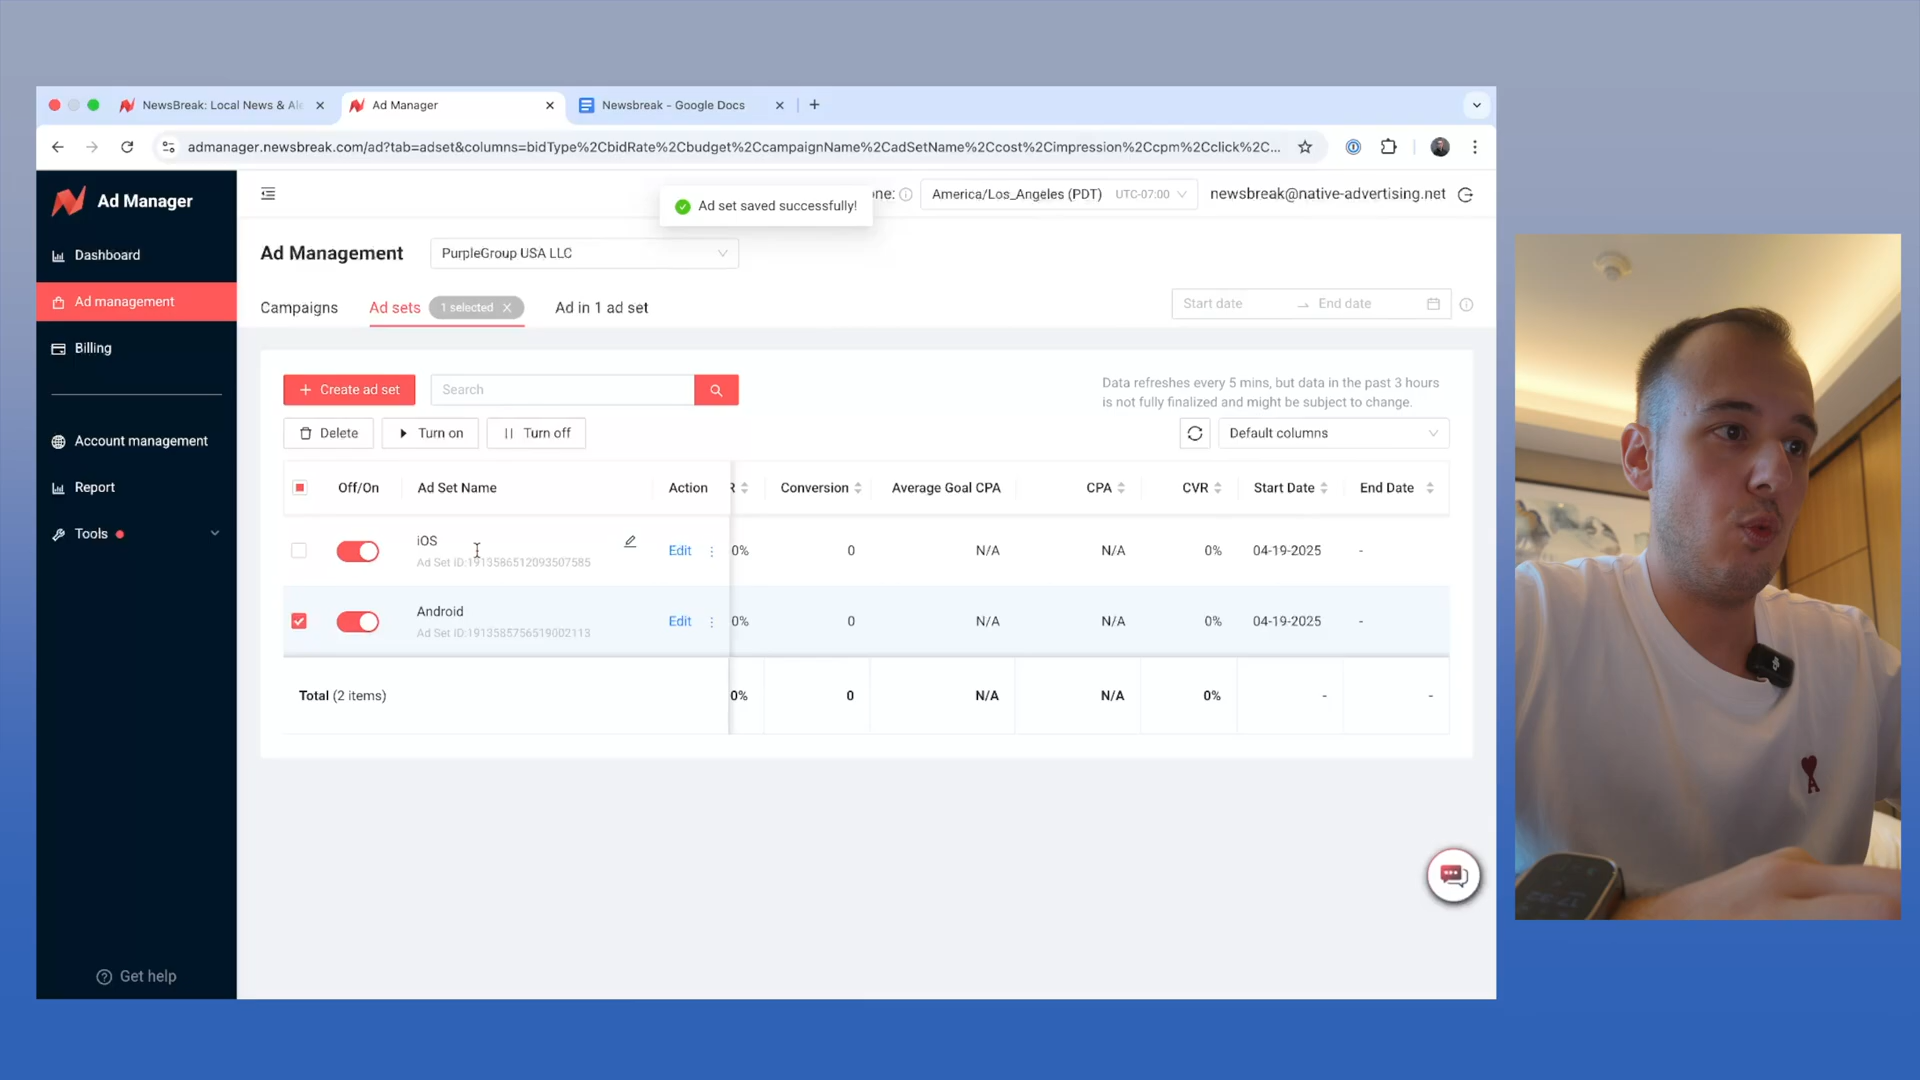 NewsBreak: Local News & Ale
Ad Manager
Newsbreak - Google Docs
admanager.newsbreak.com/ad?tab=adset&columns=bidType%2CbidRate%2Cbudget%2CcampaignName%2CadSetName%2Ccost%2Cimpression%2Ccpm%2Cclick%2C...
Ad Manager
Ad set saved successfully!
one:
America/Los_Angeles (PDT) UTC-07:00
newsbreak@native-advertising.net
Dashboard
Ad management
Billing
Account management
Report
Tools
Get help
Ad Management
PurpleGroup USA LLC
Campaigns
Ad sets
1 selected
Ad in 1 ad set
Start date
End date
Create ad set
Search
Data refreshes every 5 mins, but data in the past 3 hours
is not fully finalized and might be subject to change.
Delete
Turn on
Turn off
Default columns
Off/On Ad Set Name Action R Conversion Average Goal CPA CPA CVR Start Date End Date
iOS
Ad Set ID:1913586512093507585
Edit 0% 0 N/A N/A 0% 04-19-2025 -
Android
Ad Set ID:1913585756519002113
Edit 0% 0 N/A N/A 0% 04-19-2025 -
Total (2 items) 0% 0 N/A N/A 0% - -
A